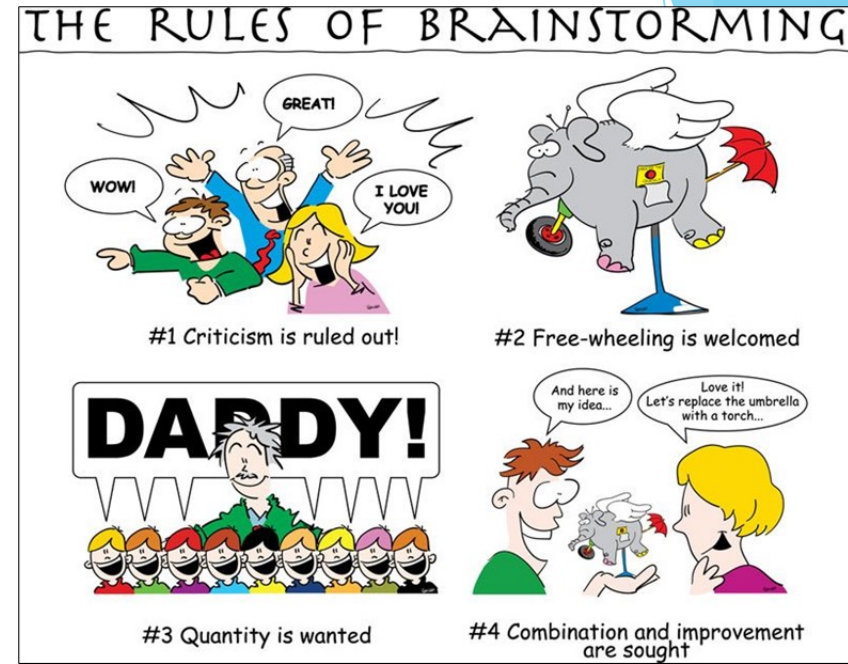 THE RULES OF BRAINSTORMING
WOW!
GREAT!
I LOVE
YOU!
#1 Criticism is ruled out!
#2 Free-wheeling is welcomed
DADDY!
#3 Quantity is wanted
And here is
my idea...
Love it!
Let's replace the umbrella
with a torch...
#4 Combination and improvement
are sought